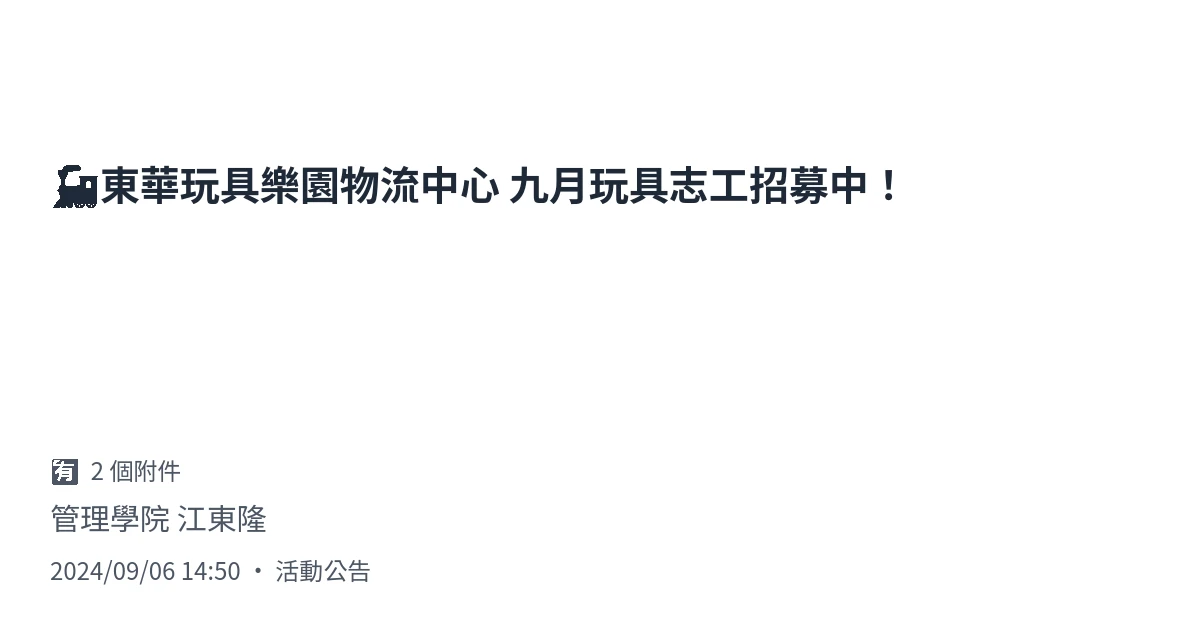 🚂東華玩具樂園物流中心 九月玩具志工招募中！
🈶 2 個附件
管理學院 江東隆
2024/09/06 14:50 • 活動公告